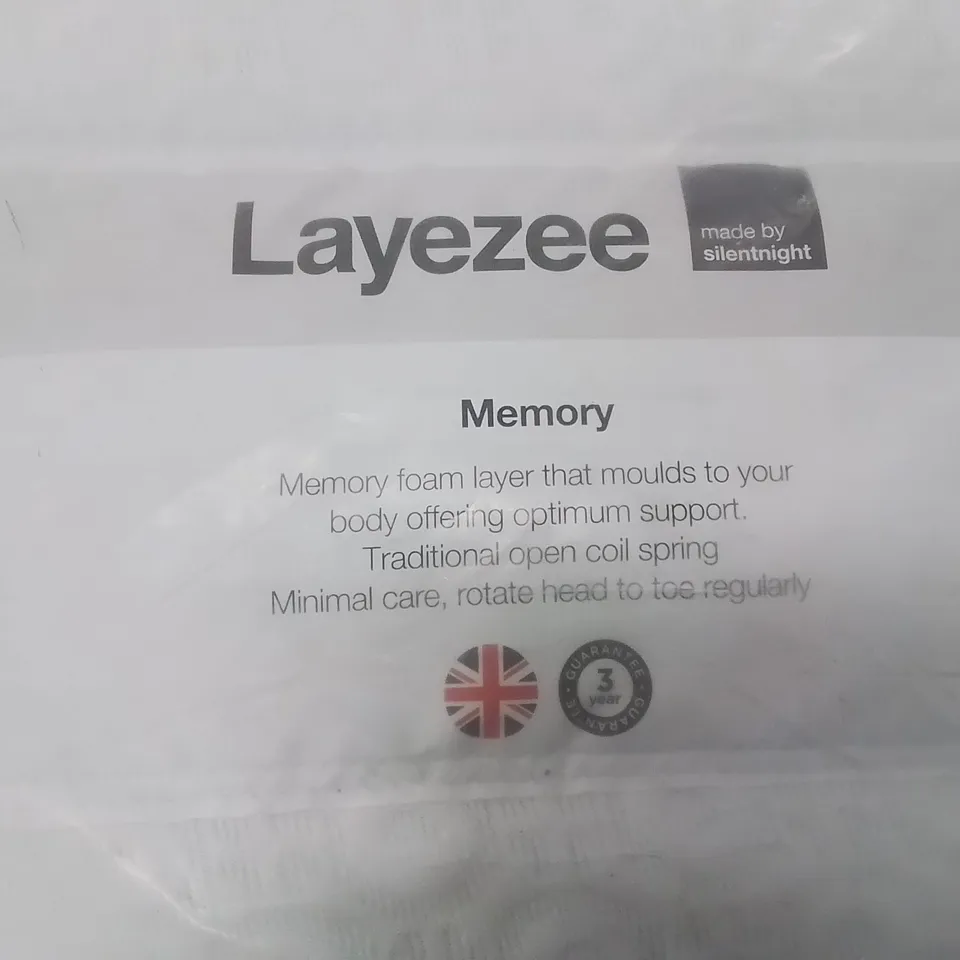 Layezee
made by
silentnight
Memory
Memory foam layer that moulds to your
body offering optimum support.
Traditional open coil spring
Minimal care, rotate head to toe regularly
GUARANTEE
3
year
GUARANTEE